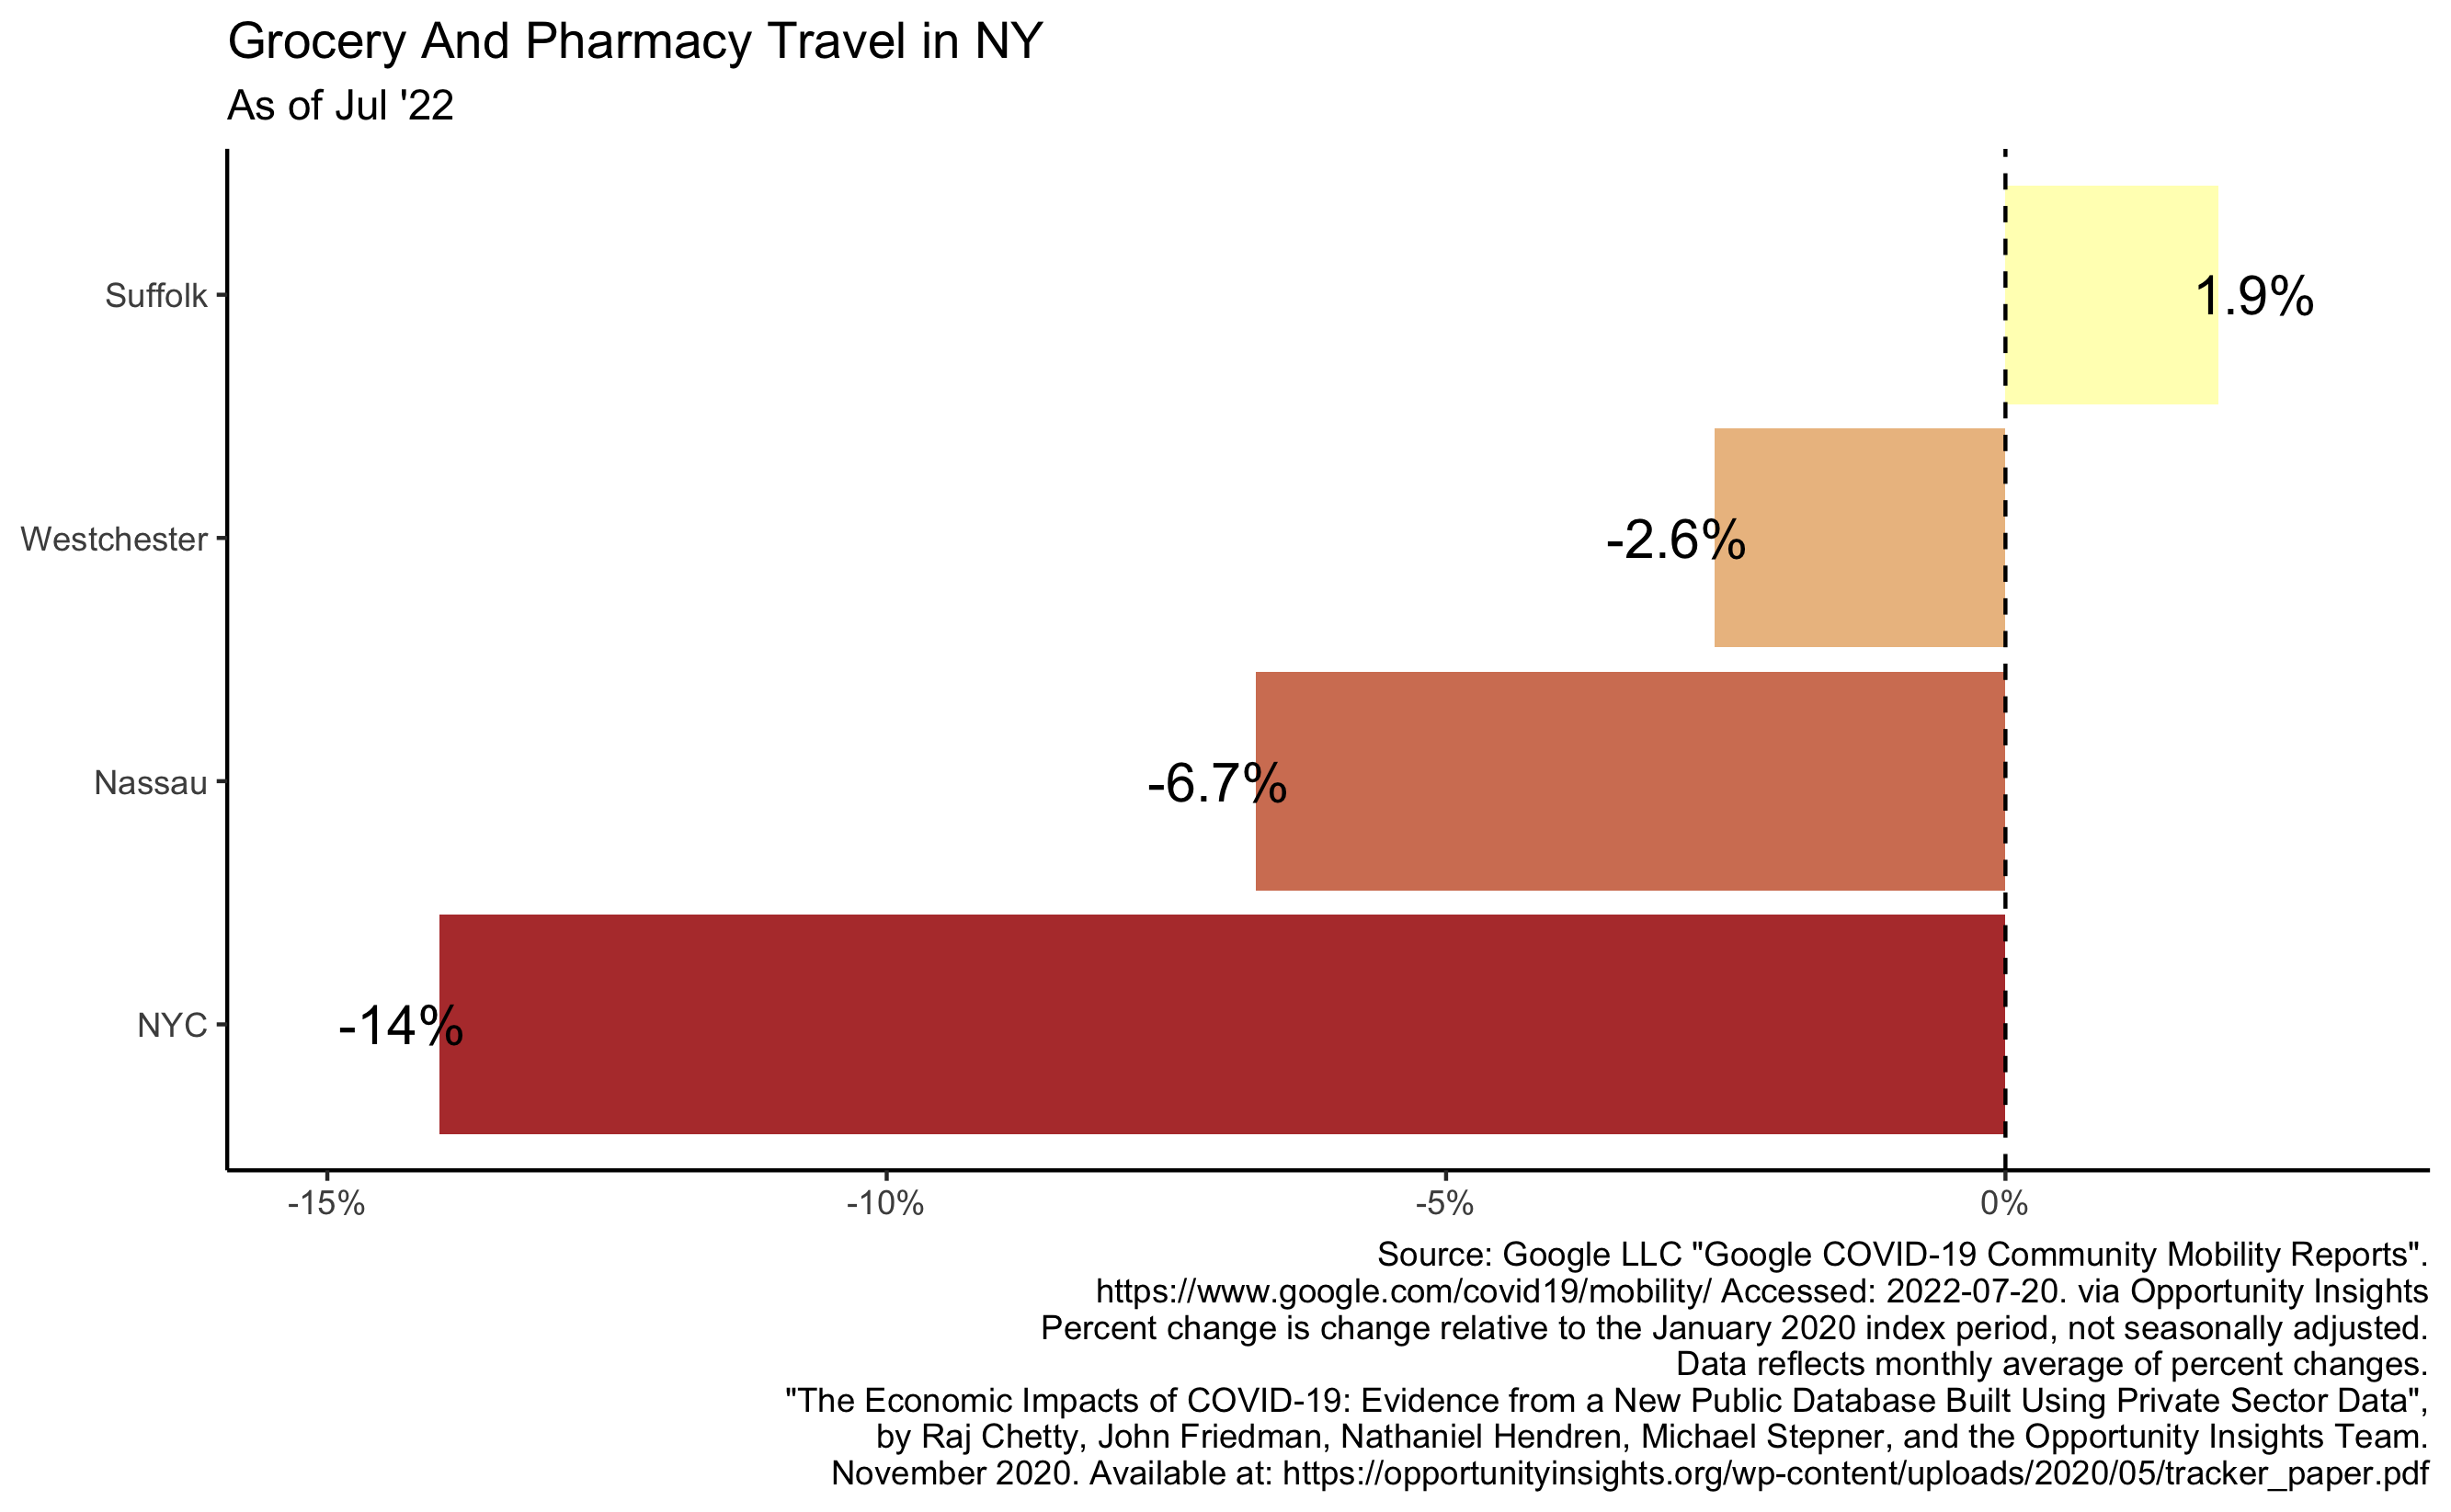 Grocery And Pharmacy Travel in NY
As of Jul '22
Suffolk
1.9%
Westchester
-2.6%
Nassau
-6.7%
NYC
-14%
-15%
-10%
-5%
0%
Source: Google LLC "Google COVID-19 Community Mobility Reports".
https://www.google.com/covid19/mobility/ Accessed: 2022-07-20. via Opportunity Insights
Percent change is change relative to the January 2020 index period, not seasonally adjusted.
Data reflects monthly average of percent changes.
"The Economic Impacts of COVID-19: Evidence from a New Public Database Built Using Private Sector Data",
by Raj Chetty, John Friedman, Nathaniel Hendren, Michael Stepner, and the Opportunity Insights Team.
November 2020. Available at: https://opportunityinsights.org/wp-content/uploads/2020/05/tracker_paper.pdf